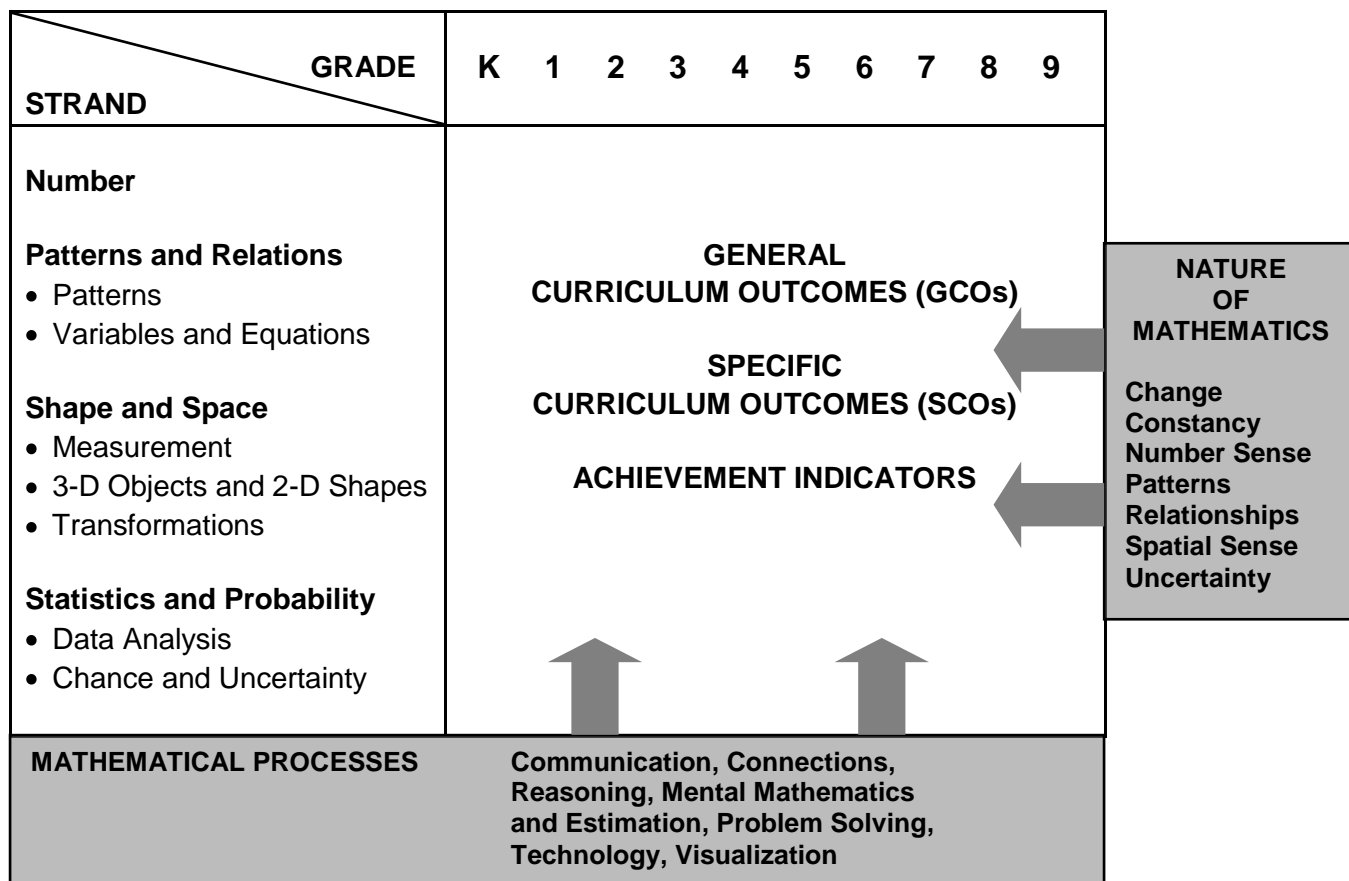 GRADE
STRAND
K 1 2 3 4 5 6 7 8 9
Number
Patterns and Relations
• Patterns
• Variables and Equations
Shape and Space
• Measurement
• 3-D Objects and 2-D Shapes
• Transformations
Statistics and Probability
• Data Analysis
• Chance and Uncertainty
GENERAL
CURRICULUM OUTCOMES (GCOs)
SPECIFIC
CURRICULUM OUTCOMES (SCOs)
ACHIEVEMENT INDICATORS
NATURE
OF
MATHEMATICS
Change
Constancy
Number Sense
Patterns
Relationships
Spatial Sense
Uncertainty
MATHEMATICAL PROCESSES
Communication, Connections,
Reasoning, Mental Mathematics
and Estimation, Problem Solving,
Technology, Visualization